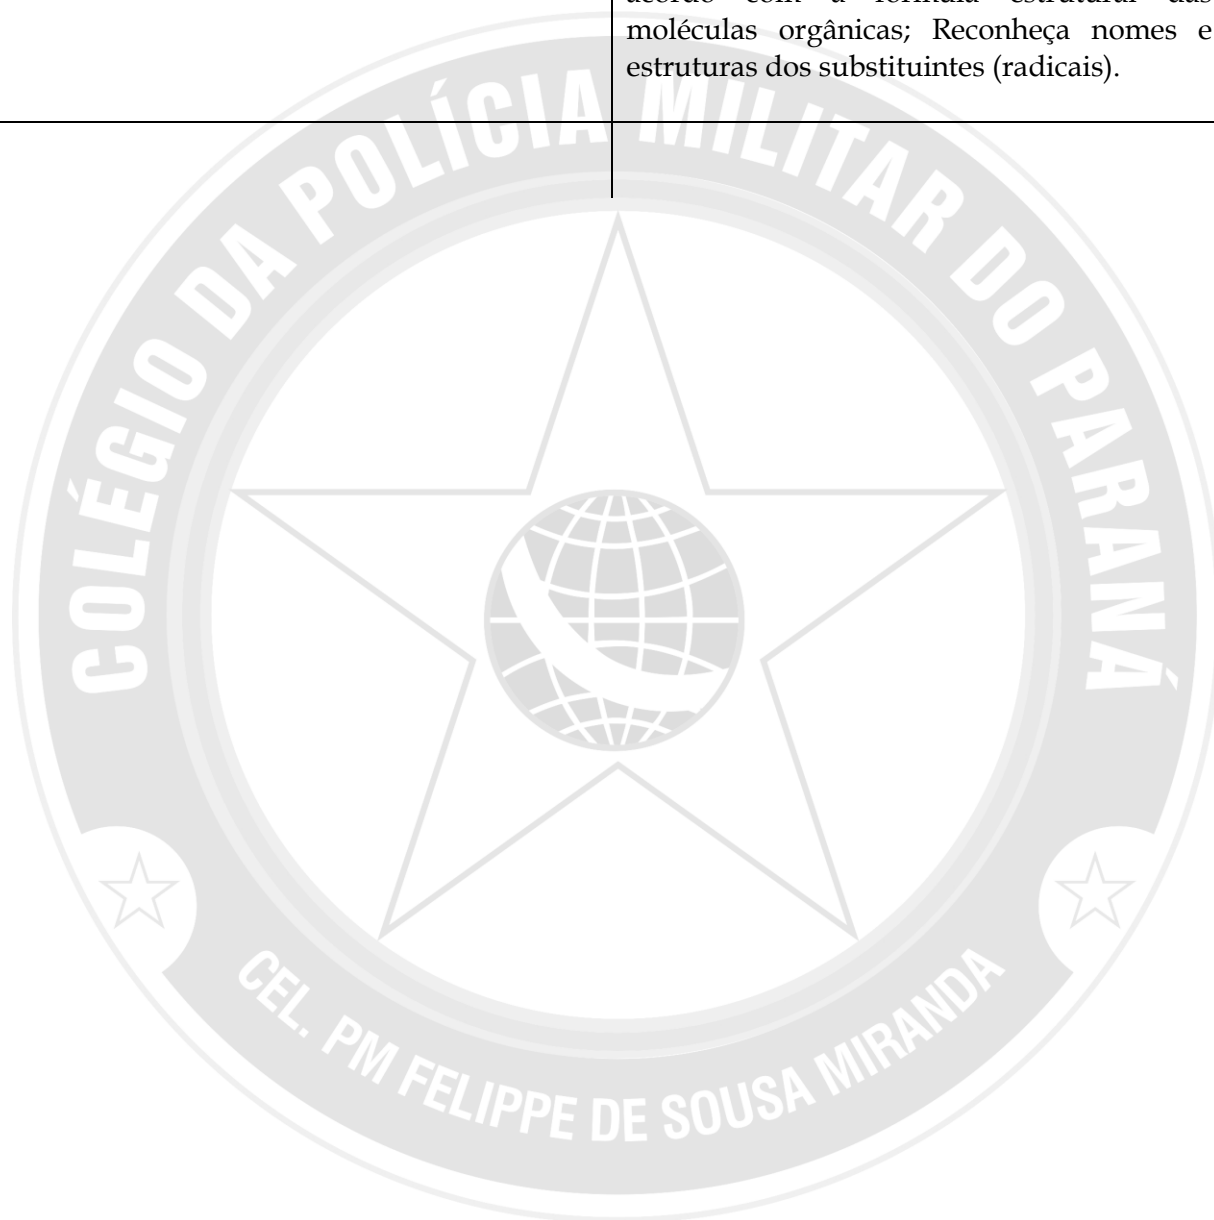 acordo com a fórmula estrutural das
moléculas orgânicas; Reconheça nomes e
estruturas dos substituintes (radicais).
COLÉGIO DA POLÍCIA MILITAR DO PARANÁ
CEL. PM FELIPPE DE SOUSA MIRANDA